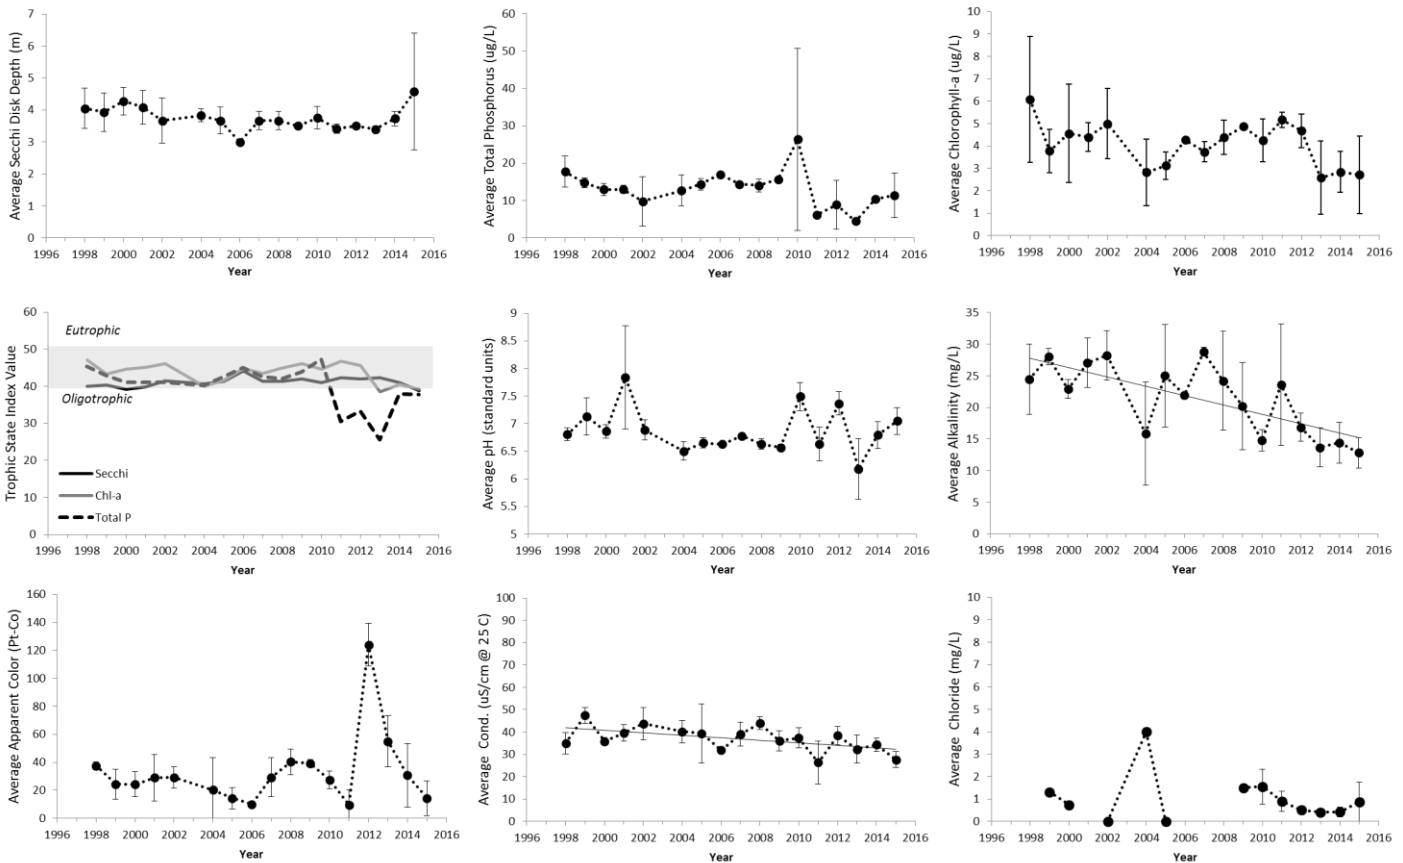 Average Secchi Disk Depth (m)
7
6
5
4
3
2
1
0
1996 1998 2000 2002 2004 2006 2008 2010 2012 2014 2016
Year
Average Total Phosphorus (ug/L)
60
50
40
30
20
10
0
1996 1998 2000 2002 2004 2006 2008 2010 2012 2014 2016
Year
Average Chlorophyll-a (ug/L)
10
9
8
7
6
5
4
3
2
1
0
1996 1998 2000 2002 2004 2006 2008 2010 2012 2014 2016
Year
Trophic State Index Value
60
50
40
30
20
10
0
Eutrophic
Oligotrophic
Secchi
Chl-a
Total P
1996 1998 2000 2002 2004 2006 2008 2010 2012 2014 2016
Year
Average pH (standard units)
9
8.5
8
7.5
7
6.5
6
5.5
5
1996 1998 2000 2002 2004 2006 2008 2010 2012 2014 2016
Year
Average Alkalinity (mg/L)
35
30
25
20
15
10
5
0
1996 1998 2000 2002 2004 2006 2008 2010 2012 2014 2016
Year
Average Apparent Color (Pt-Co)
160
140
120
100
80
60
40
20
0
1996 1998 2000 2002 2004 2006 2008 2010 2012 2014 2016
Year
Average Cond. (uS/cm @ 25 C)
100
90
80
70
60
50
40
30
20
10
0
1996 1998 2000 2002 2004 2006 2008 2010 2012 2014 2016
Year
Average Chloride (mg/L)
10
9
8
7
6
5
4
3
2
1
0
1996 1998 2000 2002 2004 2006 2008 2010 2012 2014 2016
Year